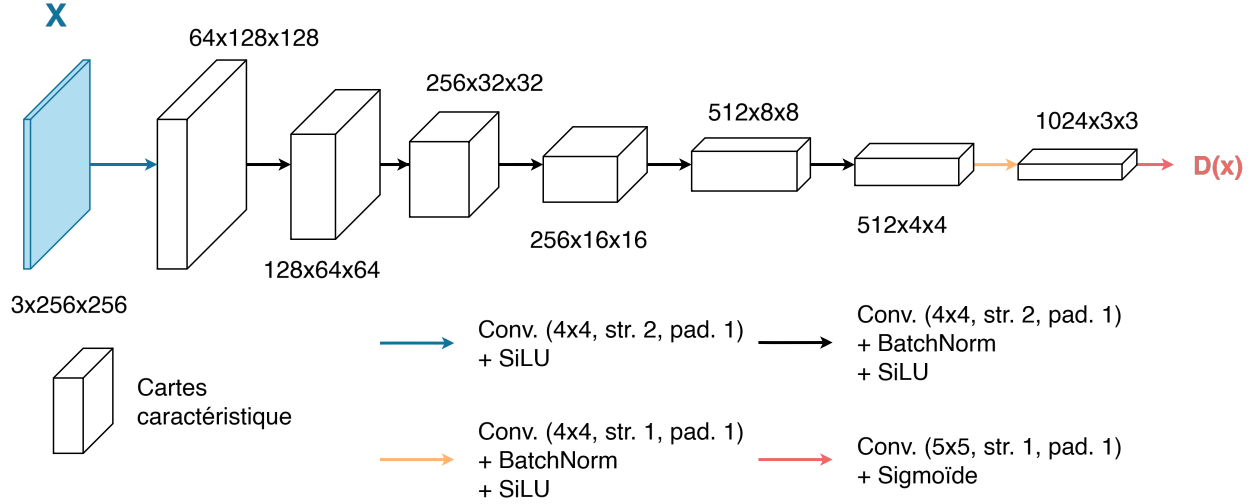 X
64x128x128
256x32x32
512x8x8
1024x3x3
D(x)
512x4x4
256x16x16
128x64x64
3x256x256
Cartes
caractéristique
Conv. (4x4, str. 2, pad. 1)
+ SiLU
Conv. (4x4, str. 2, pad. 1)
+ BatchNorm
+ SiLU
Conv. (4x4, str. 1, pad. 1)
+ BatchNorm
+ SiLU
Conv. (5x5, str. 1, pad. 1)
+ Sigmoïde